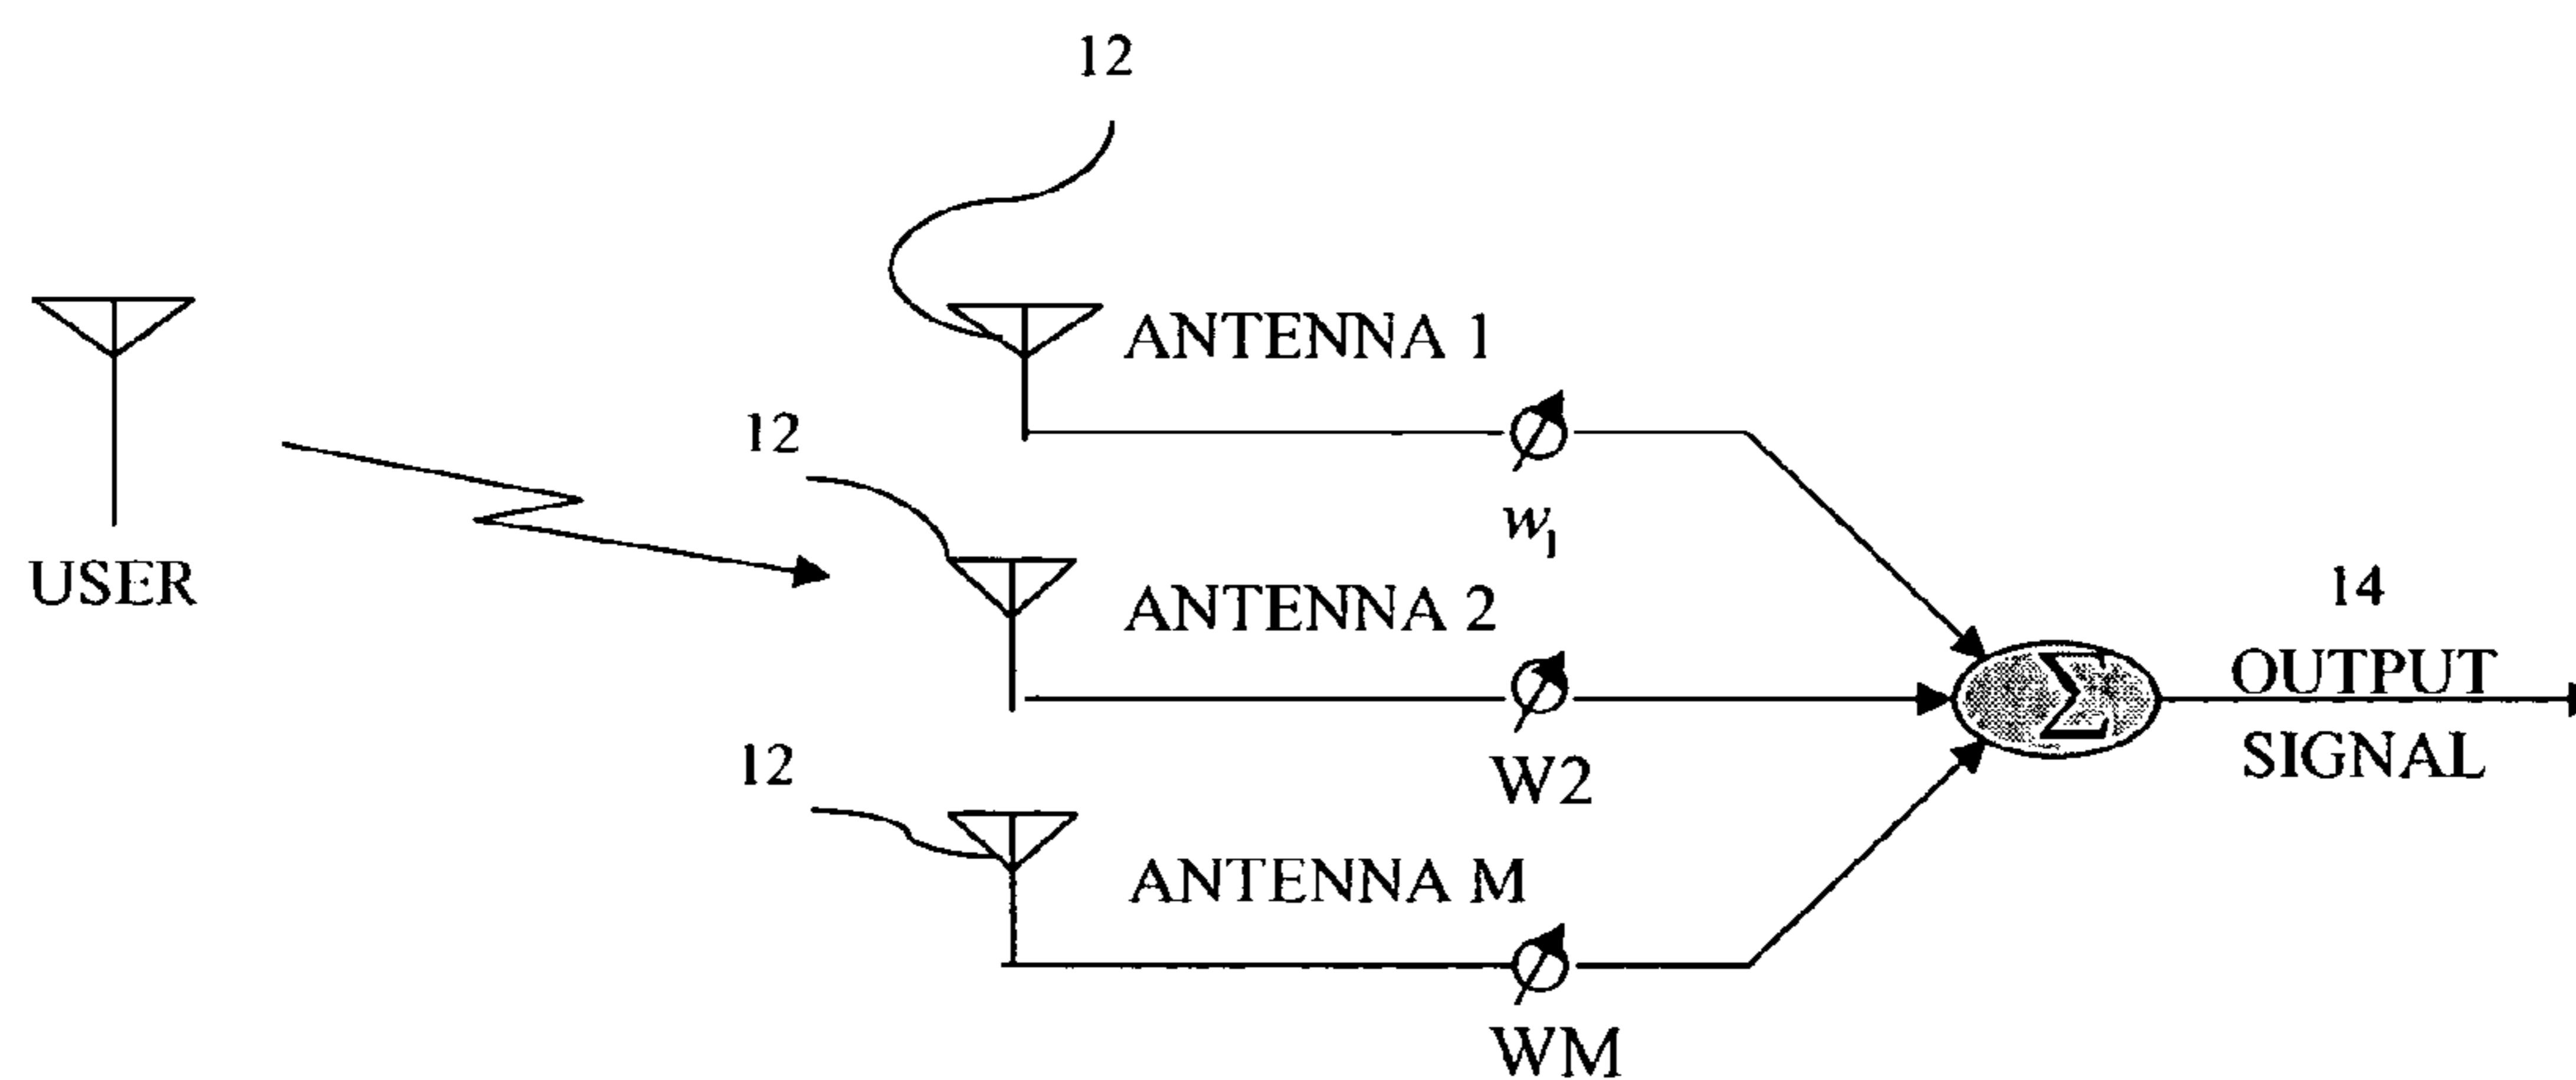 12
ANTENNA 1
12
w₁
USER
ANTENNA 2
14
Σ
OUTPUT
SIGNAL
12
W2
ANTENNA M
WM